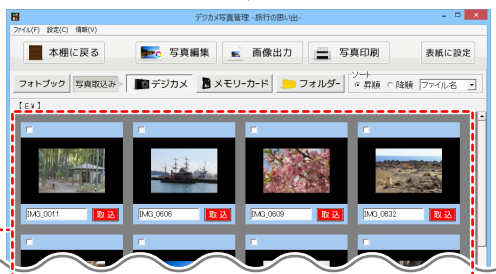 デジカメ写真管理 -旅行の思い出-
ファイル(F) 設定(C) 情報(V)
本棚に戻る 写真編集 画像出力 写真印刷 表紙に設定
フォトブック 写真取込み デジカメ メモリーカード フォルダー ソート 昇順 降順 ファイル名
【E¥】
IMG_0011 取込 IMG_0606 取込 IMG_0609 取込 IMG_0632 取込